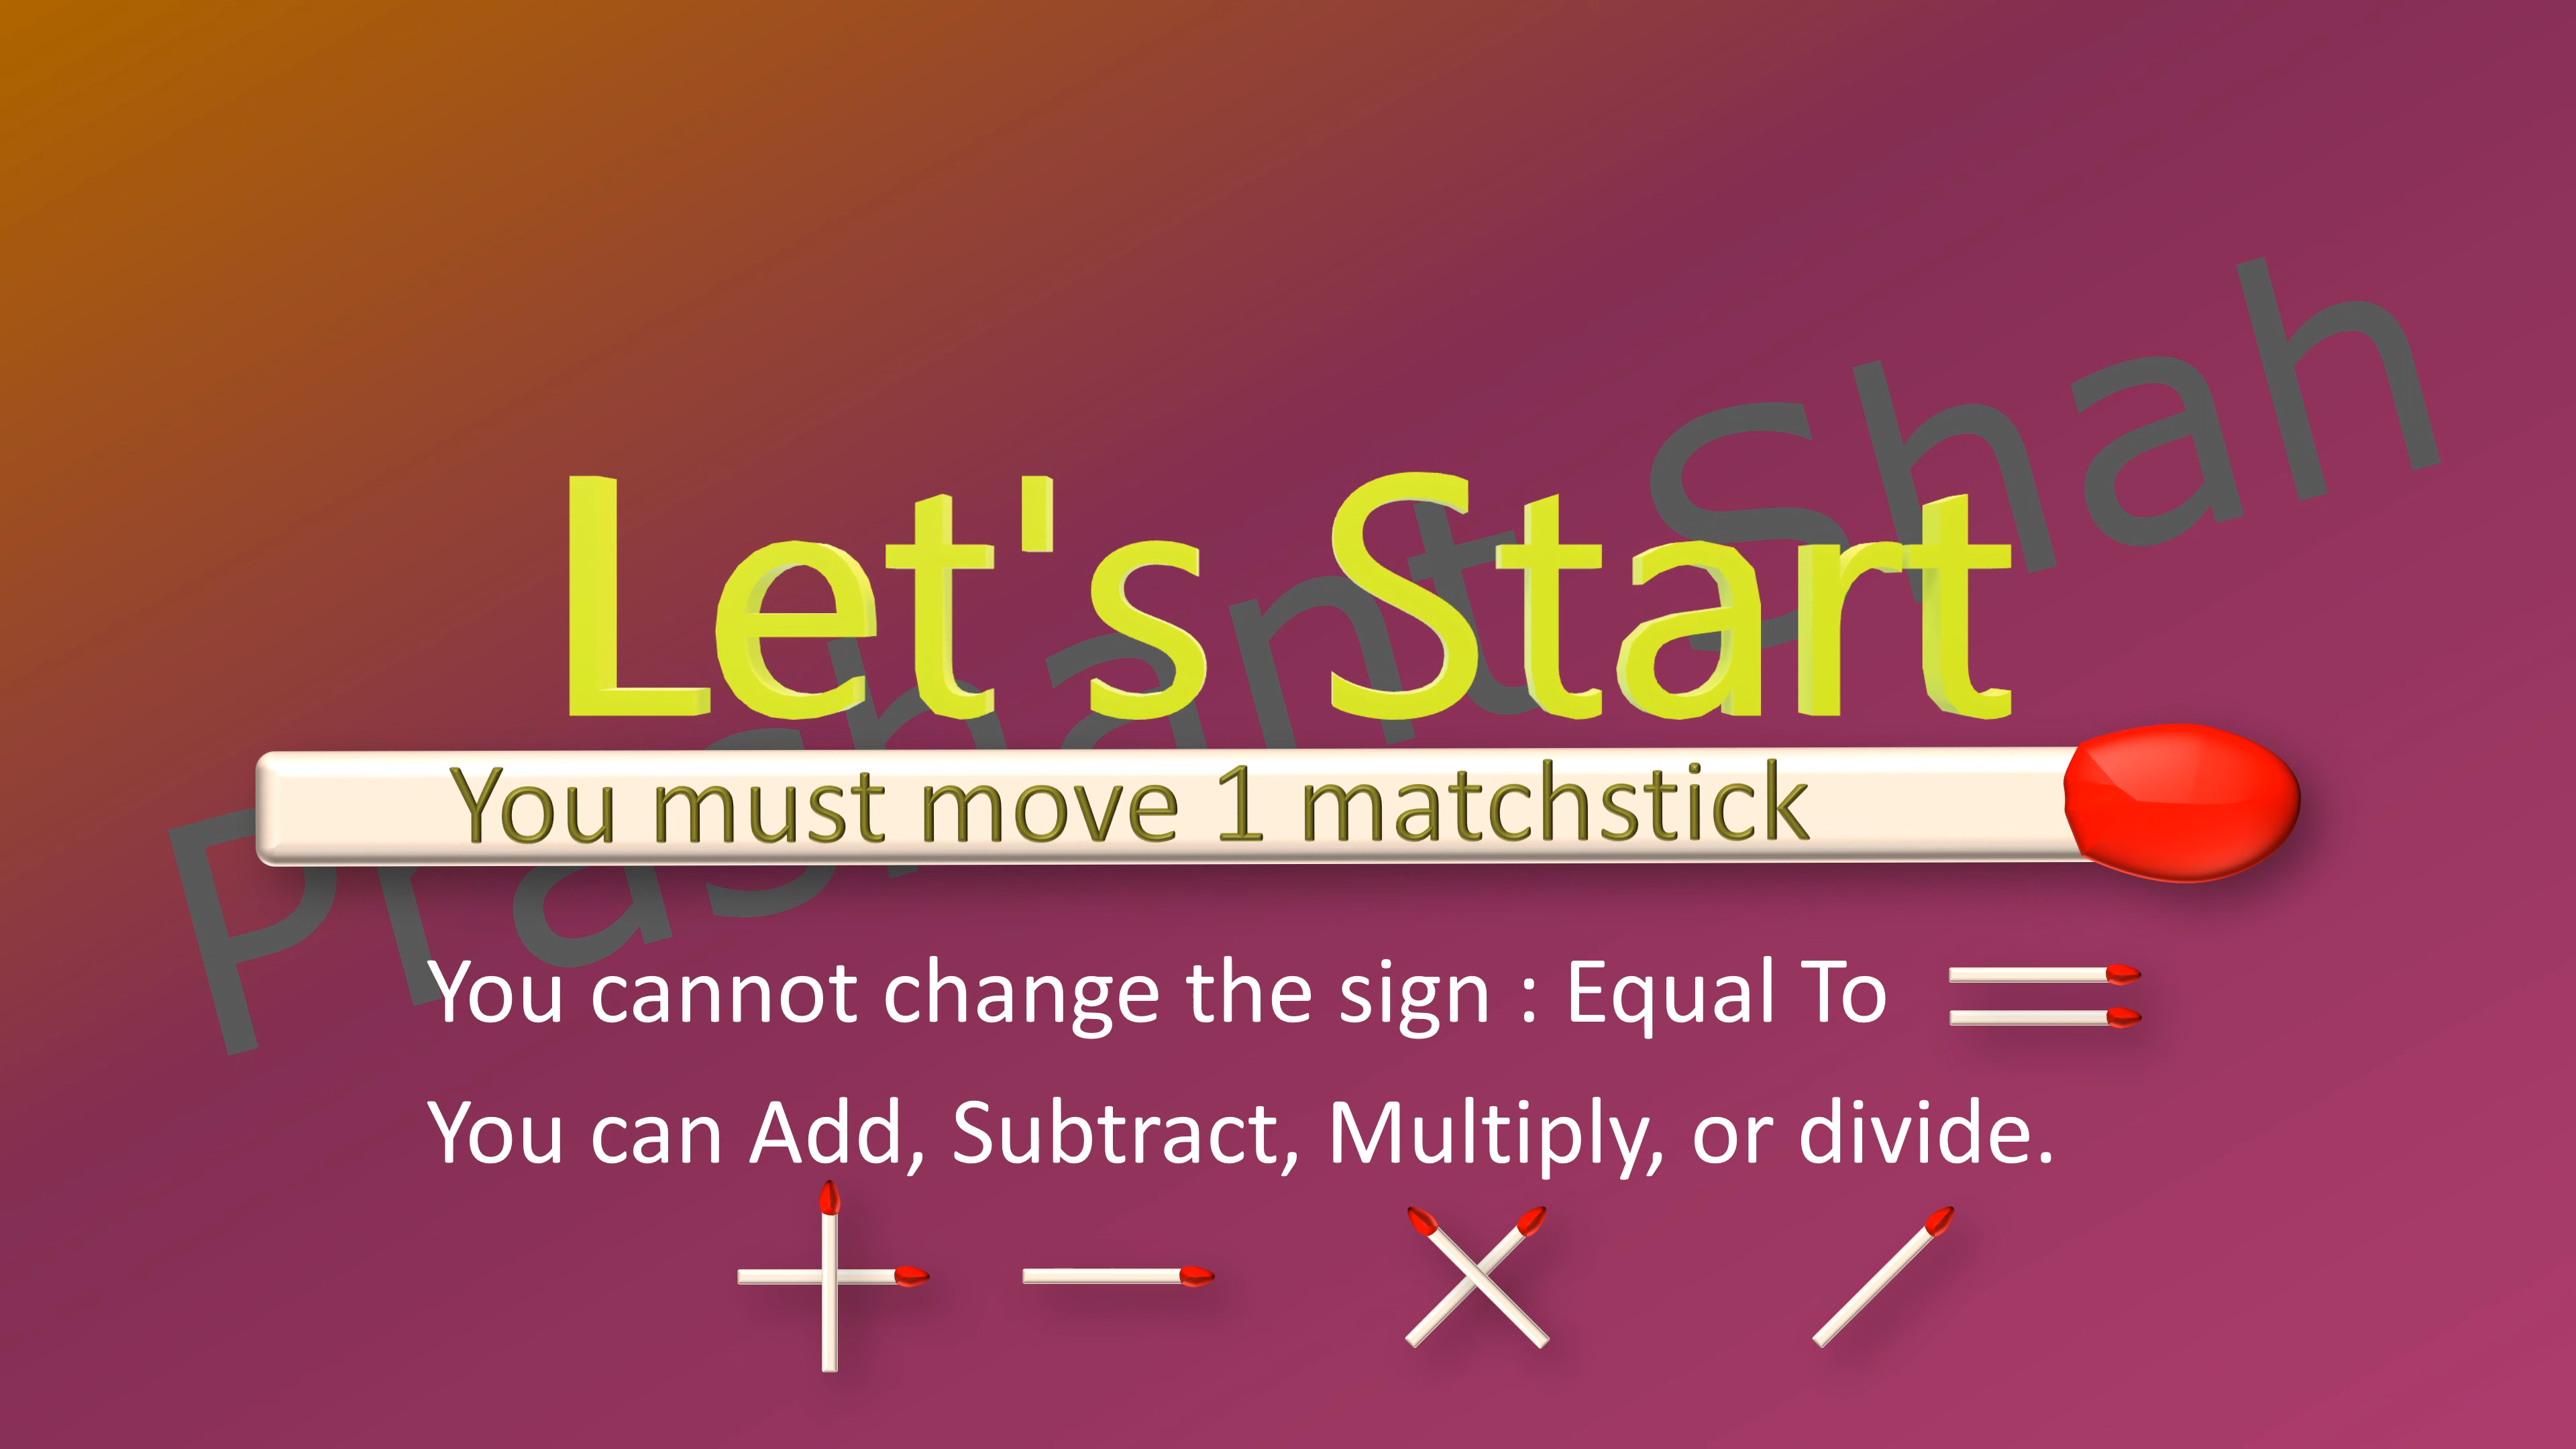 Let's Start
Prashant Shah
You must move 1 matchstick
You cannot change the sign : Equal To =
You can Add, Subtract, Multiply, or divide.
+ − × /